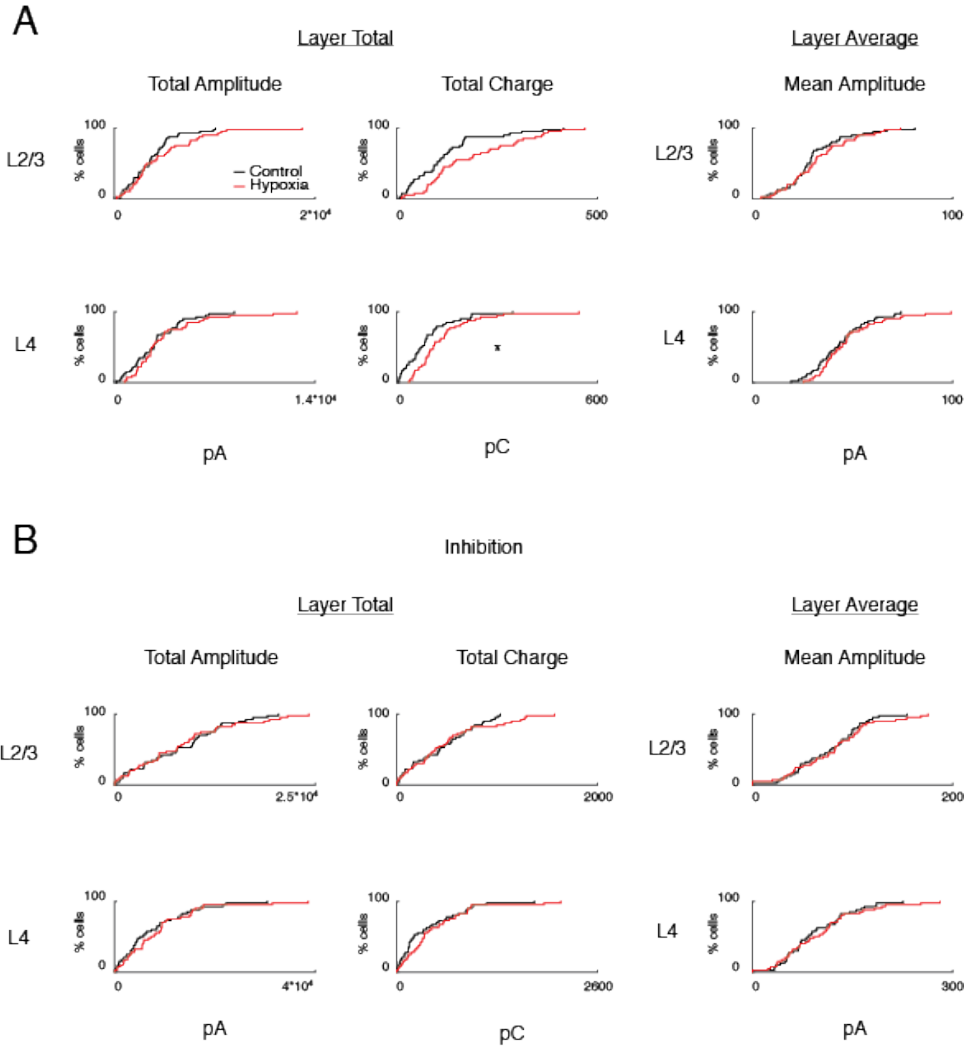 A
Layer Total
Layer Average
Total Amplitude
Total Charge
Mean Amplitude
L2/3
% cells
100
0
Control
Hypoxia
0
2*10⁴
% cells
100
0
0
500
L2/3
% cells
100
0
0
100
L4
% cells
100
0
0
1.4*10⁴
% cells
100
0
*
0
600
L4
% cells
100
0
0
100
pA
pC
pA
B
Inhibition
Layer Total
Layer Average
Total Amplitude
Total Charge
Mean Amplitude
L2/3
% cells
100
0
0
2.5*10⁴
% cells
100
0
0
2000
L2/3
% cells
100
0
0
200
L4
% cells
100
0
0
4*10⁴
% cells
100
0
0
2600
L4
% cells
100
0
0
300
pA
pC
pA